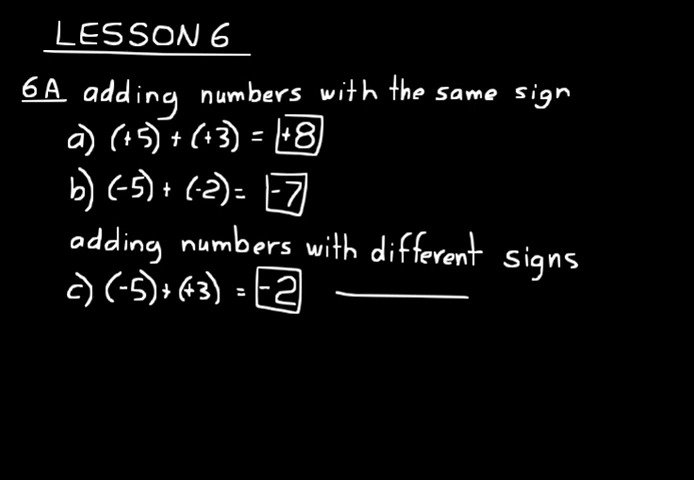 LESSON 6
6A adding numbers with the same sign
a) (+5) + (+3) = +8
b) (-5) + (-2) = -7
adding numbers with different signs
c) (-5) + (+3) = -2